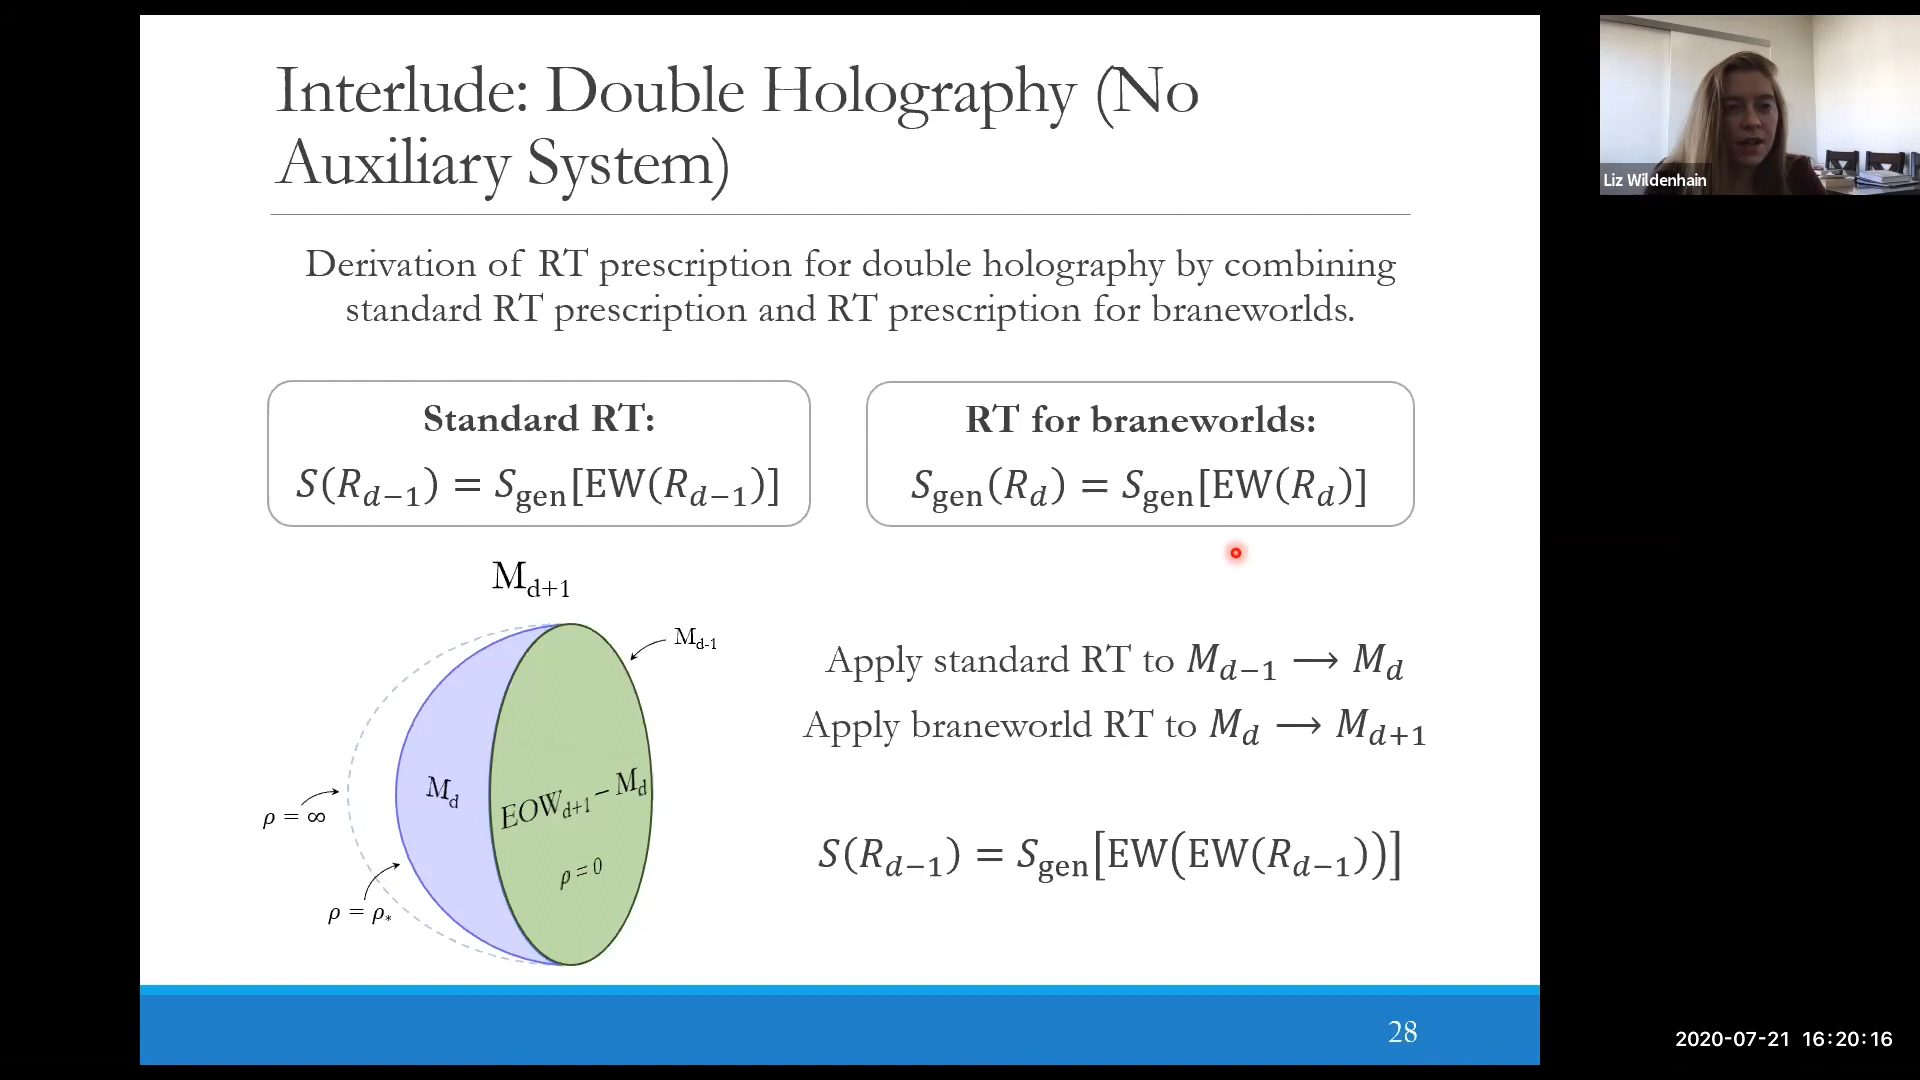 Interlude: Double Holography (No
Auxiliary System)
Liz Wildenhain
Derivation of RT prescription for double holography by combining
standard RT prescription and RT prescription for braneworlds.
Standard RT:
S(R_{d−1}) = S_gen[EW(R_{d−1})]
RT for braneworlds:
S_gen(R_d) = S_gen[EW(R_d)]
M_{d+1}
M_{d-1}
M_d
EOW_{d+1} − M_d
ρ = 0
ρ = ∞
ρ = ρ_*
Apply standard RT to M_{d−1} ⟶ M_d
Apply braneworld RT to M_d ⟶ M_{d+1}
S(R_{d−1}) = S_gen[EW(EW(R_{d−1}))]
28
2020-07-21 16:20:16